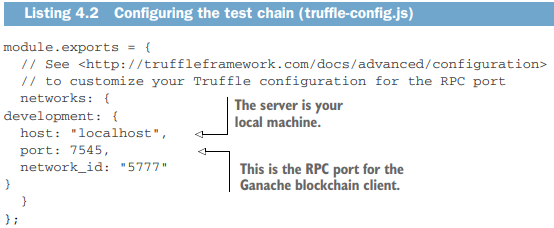 Listing 4.2 Configuring the test chain (truffle-config.js)
module.exports = {
// See <http://truffleframework.com/docs/advanced/configuration>
// to customize your Truffle configuration for the RPC port
networks: {
development: {
host: "localhost",
The server is your
local machine.
port: 7545,
network_id: "5777"
This is the RPC port for the
Ganache blockchain client.
}
}
};